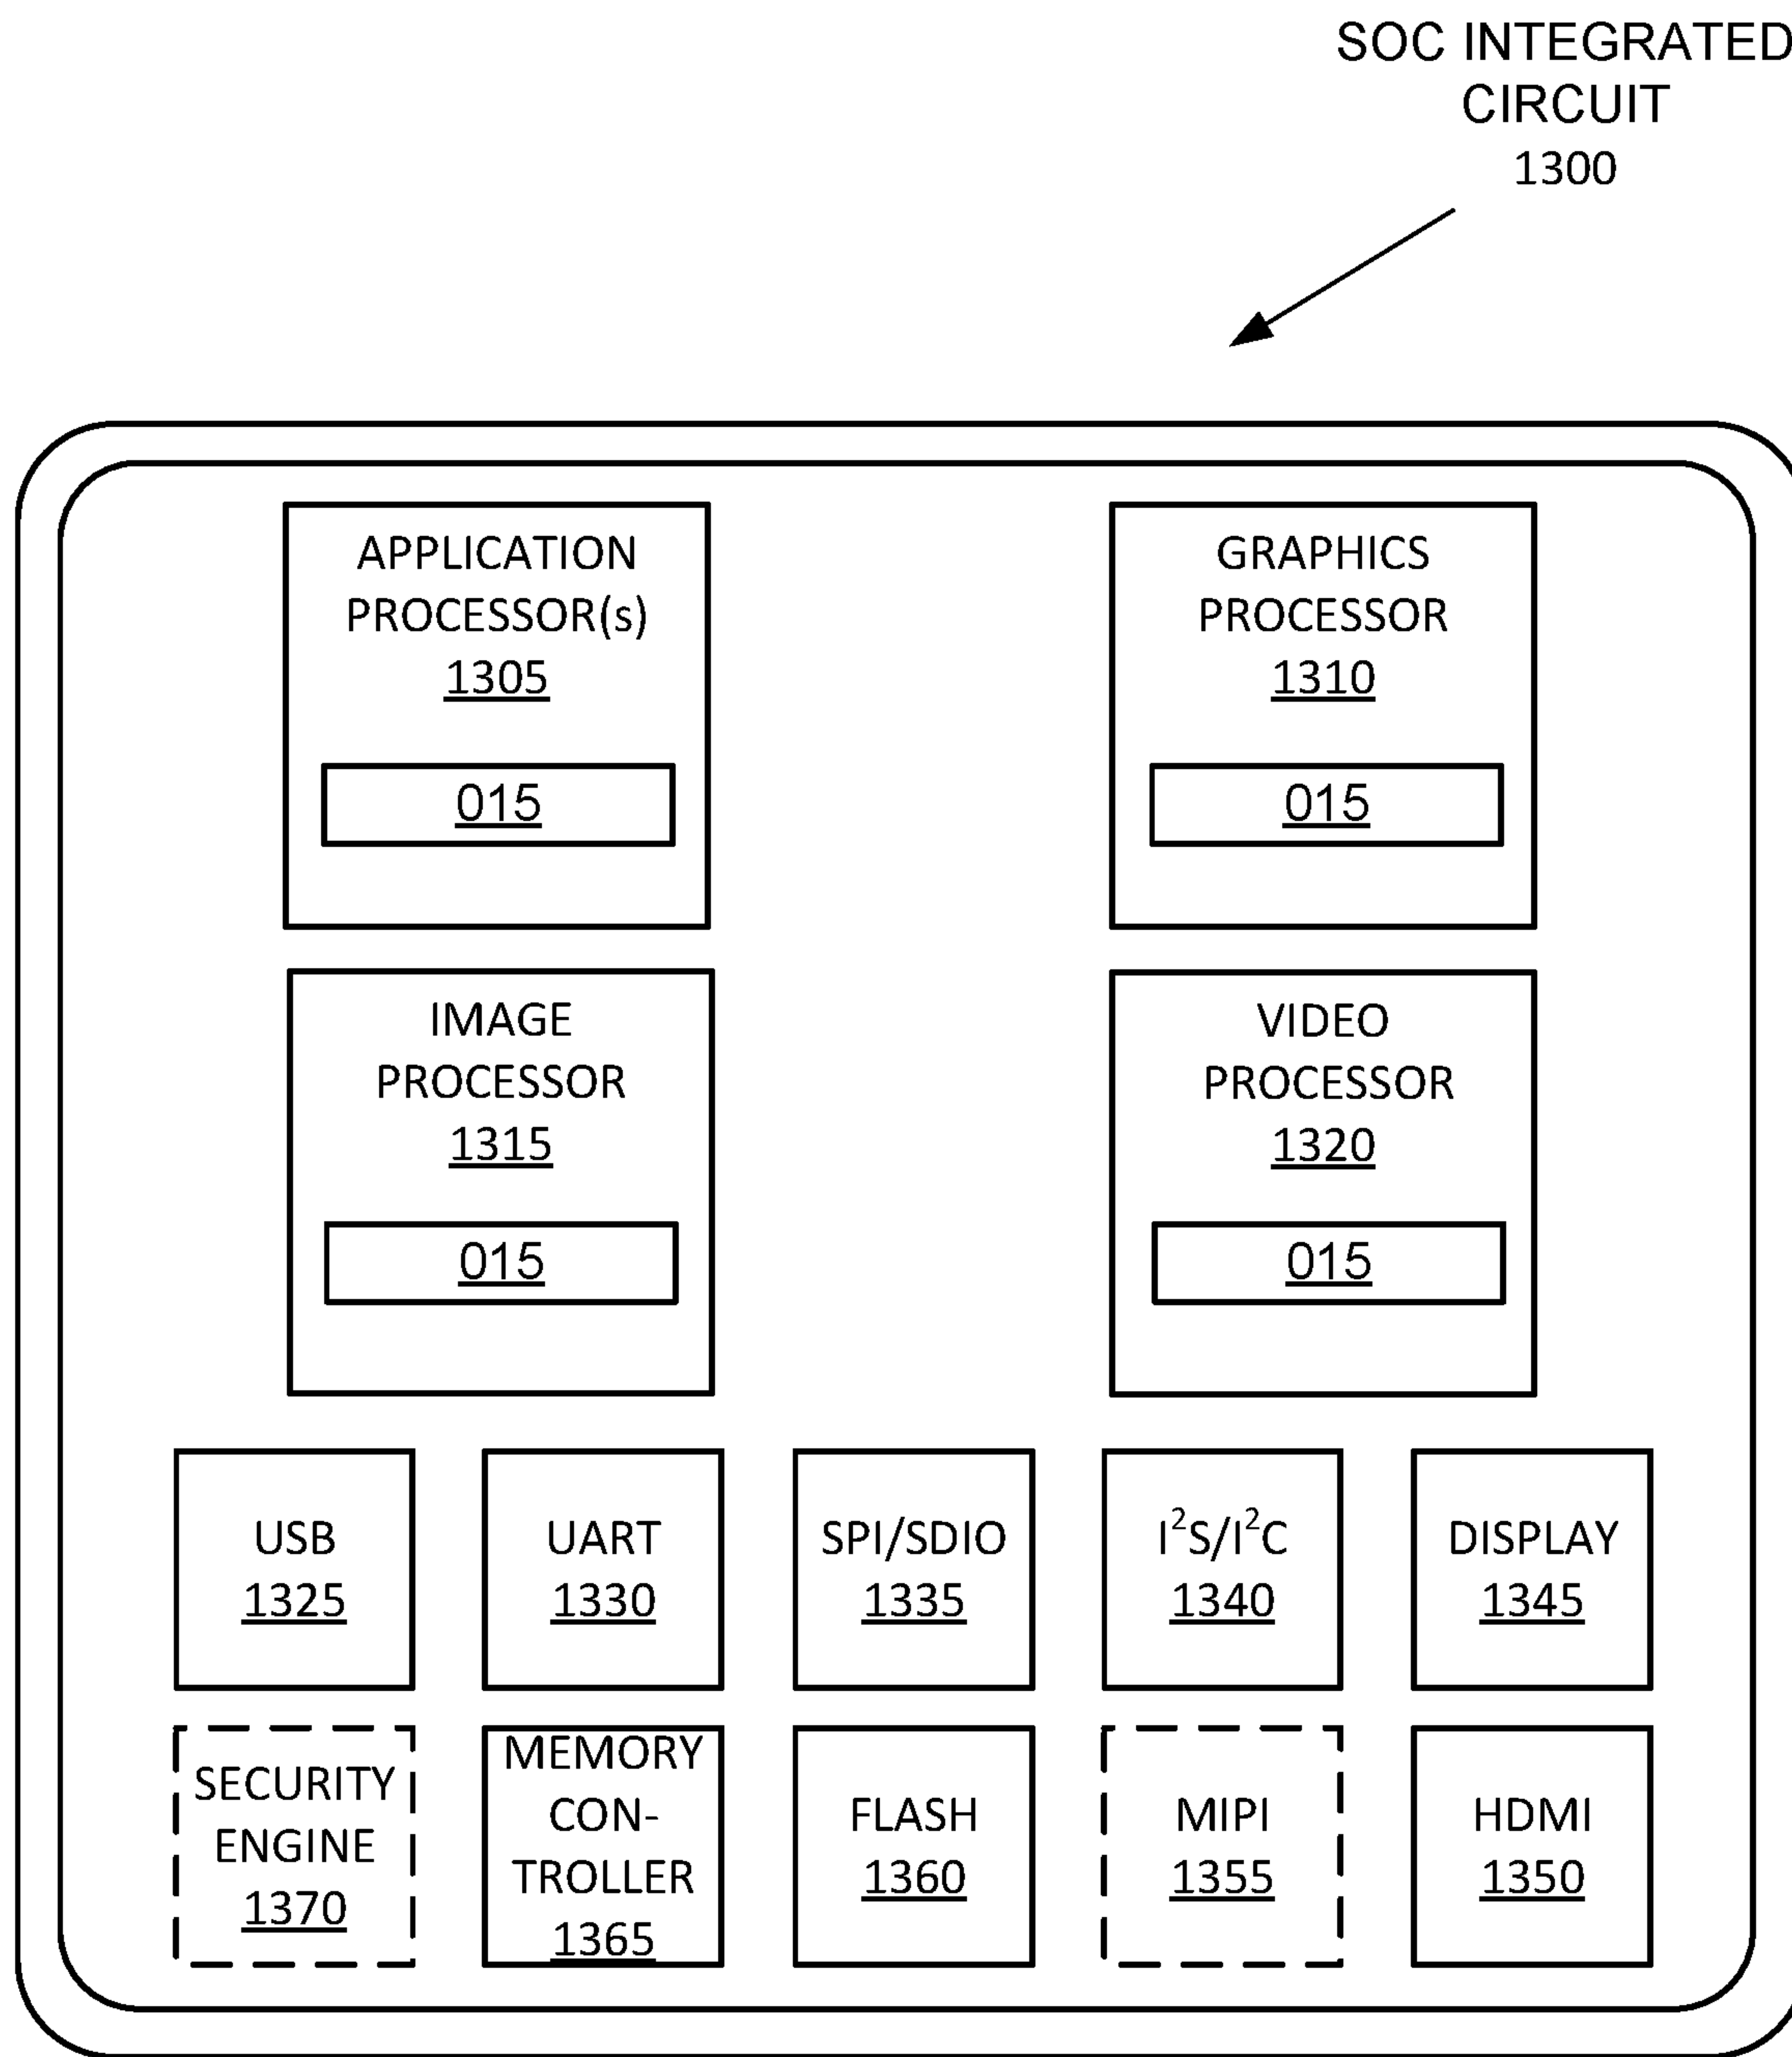 SOC INTEGRATED
CIRCUIT
1300
APPLICATION
PROCESSOR(s)
1305
015
GRAPHICS
PROCESSOR
1310
015
IMAGE
PROCESSOR
1315
015
VIDEO
PROCESSOR
1320
015
USB
1325
UART
1330
SPI/SDIO
1335
I²S/I²C
1340
DISPLAY
1345
SECURITY
ENGINE
1370
MEMORY
CON-
TROLLER
1365
FLASH
1360
MIPI
1355
HDMI
1350